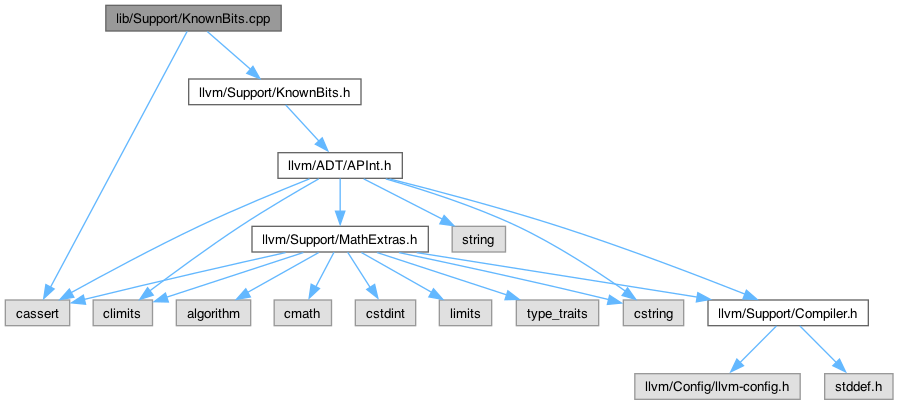 lib/Support/KnownBits.cpp
llvm/Support/KnownBits.h
llvm/ADT/APInt.h
llvm/Support/MathExtras.h
string
cassert
climits
algorithm
cmath
cstdint
limits
type_traits
cstring
llvm/Support/Compiler.h
llvm/Config/llvm-config.h
stddef.h